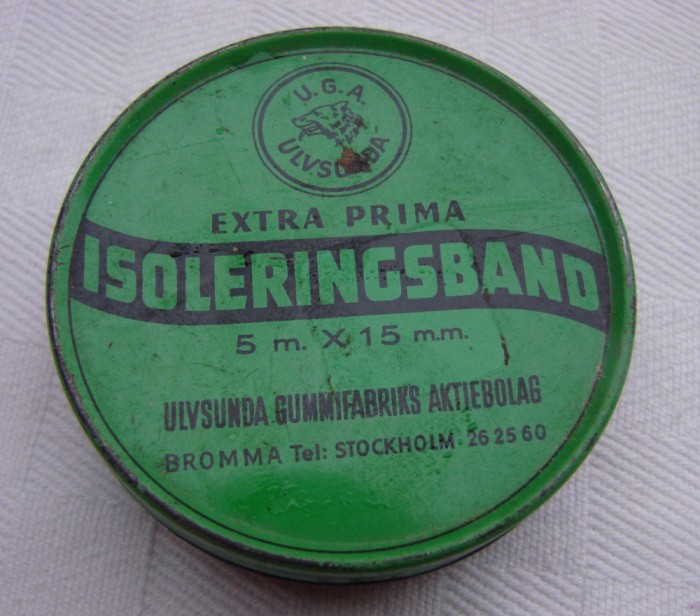 U.G.A.
ULVSUNDA
EXTRA PRIMA
ISOLERINGSBAND
5 m. X 15 m.m.
ULVSUNDA GUMMIFABRIKS AKTIEBOLAG
BROMMA Tel: STOCKHOLM 26 25 60